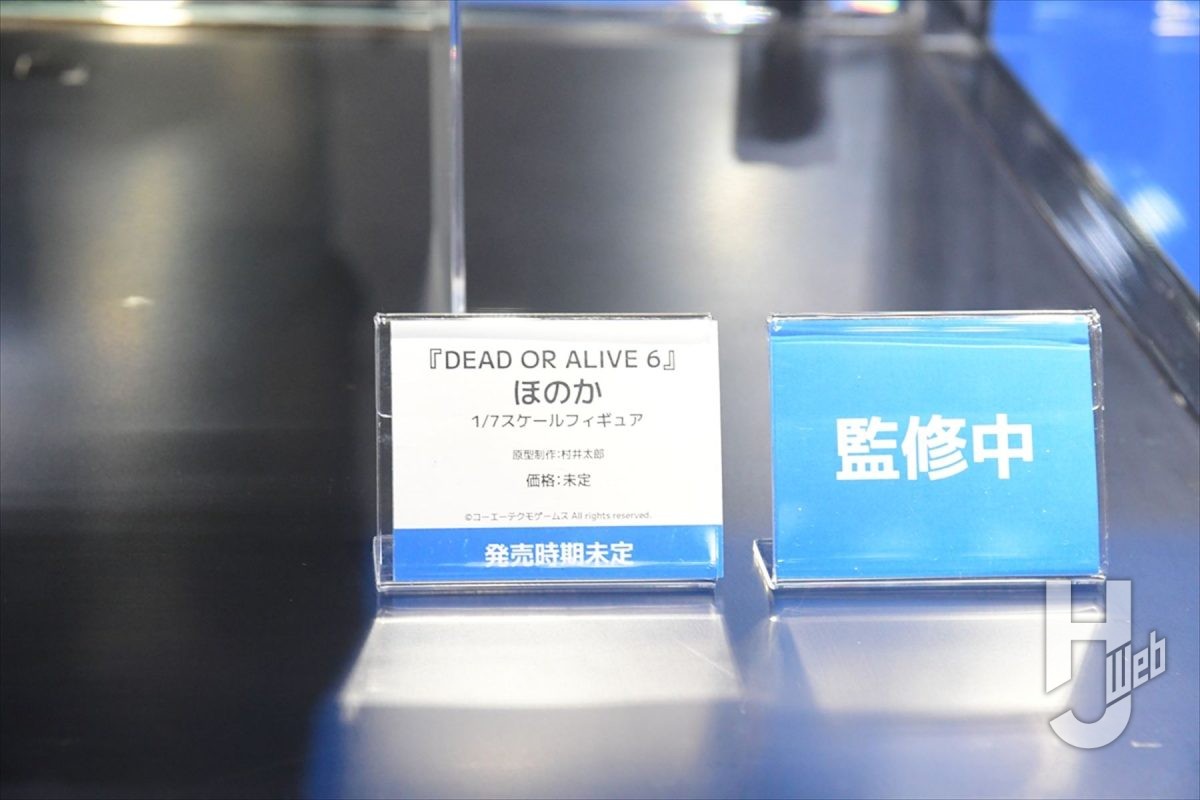 『DEAD OR ALIVE 6』
ほのか
1/7スケールフィギュア
原型制作:村井太郎
価格:未定
©コーエーテクモゲームス All rights reserved.
発売時期未定
監修中
HJ Web